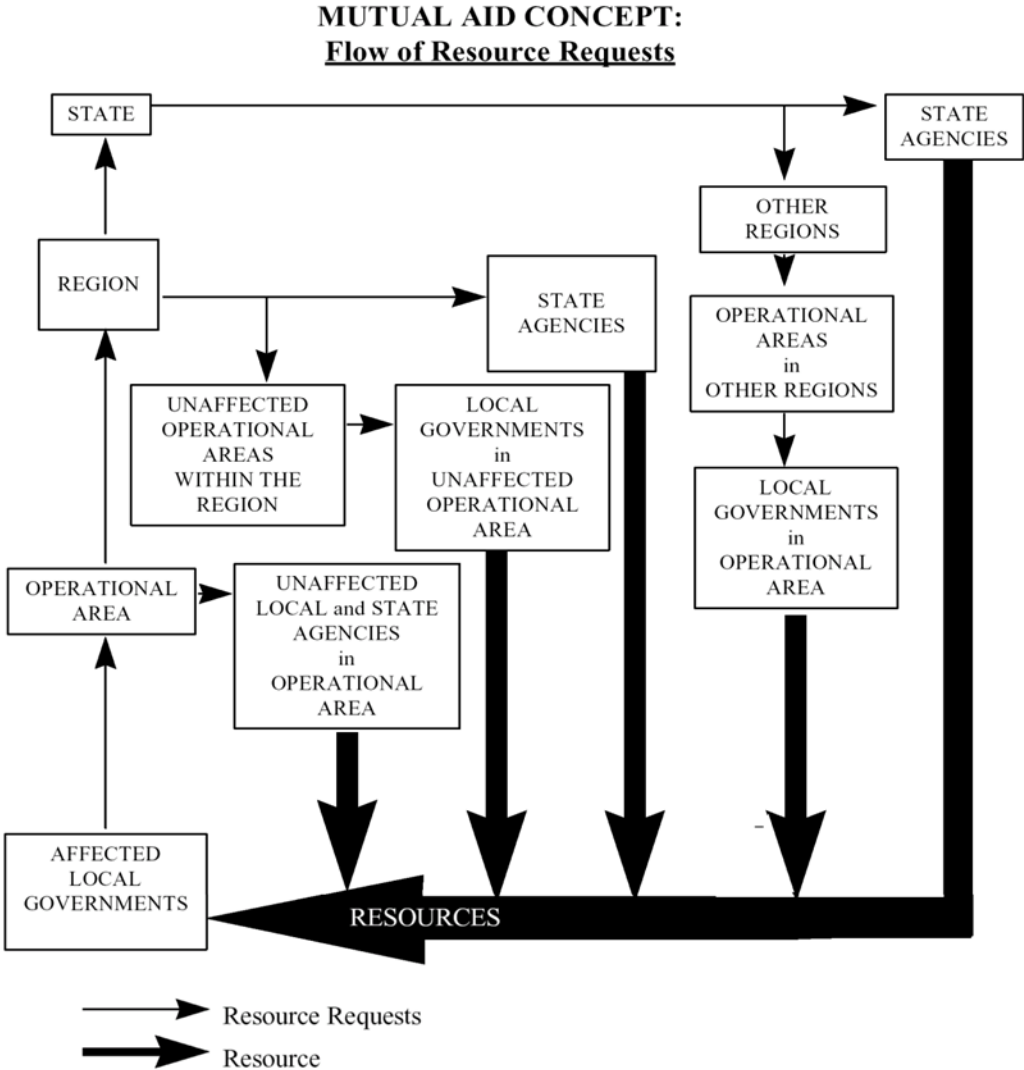 MUTUAL AID CONCEPT:
Flow of Resource Requests
STATE
STATE
AGENCIES
OTHER
REGIONS
REGION
STATE
AGENCIES
OPERATIONAL
AREAS
in
OTHER REGIONS
UNAFFECTED
OPERATIONAL
AREAS
WITHIN THE
REGION
LOCAL
GOVERNMENTS
in
UNAFFECTED
OPERATIONAL
AREA
LOCAL
GOVERNMENTS
in
OPERATIONAL
AREA
OPERATIONAL
AREA
UNAFFECTED
LOCAL and STATE
AGENCIES
in
OPERATIONAL
AREA
AFFECTED
LOCAL
GOVERNMENTS
RESOURCES
Resource Requests
Resource